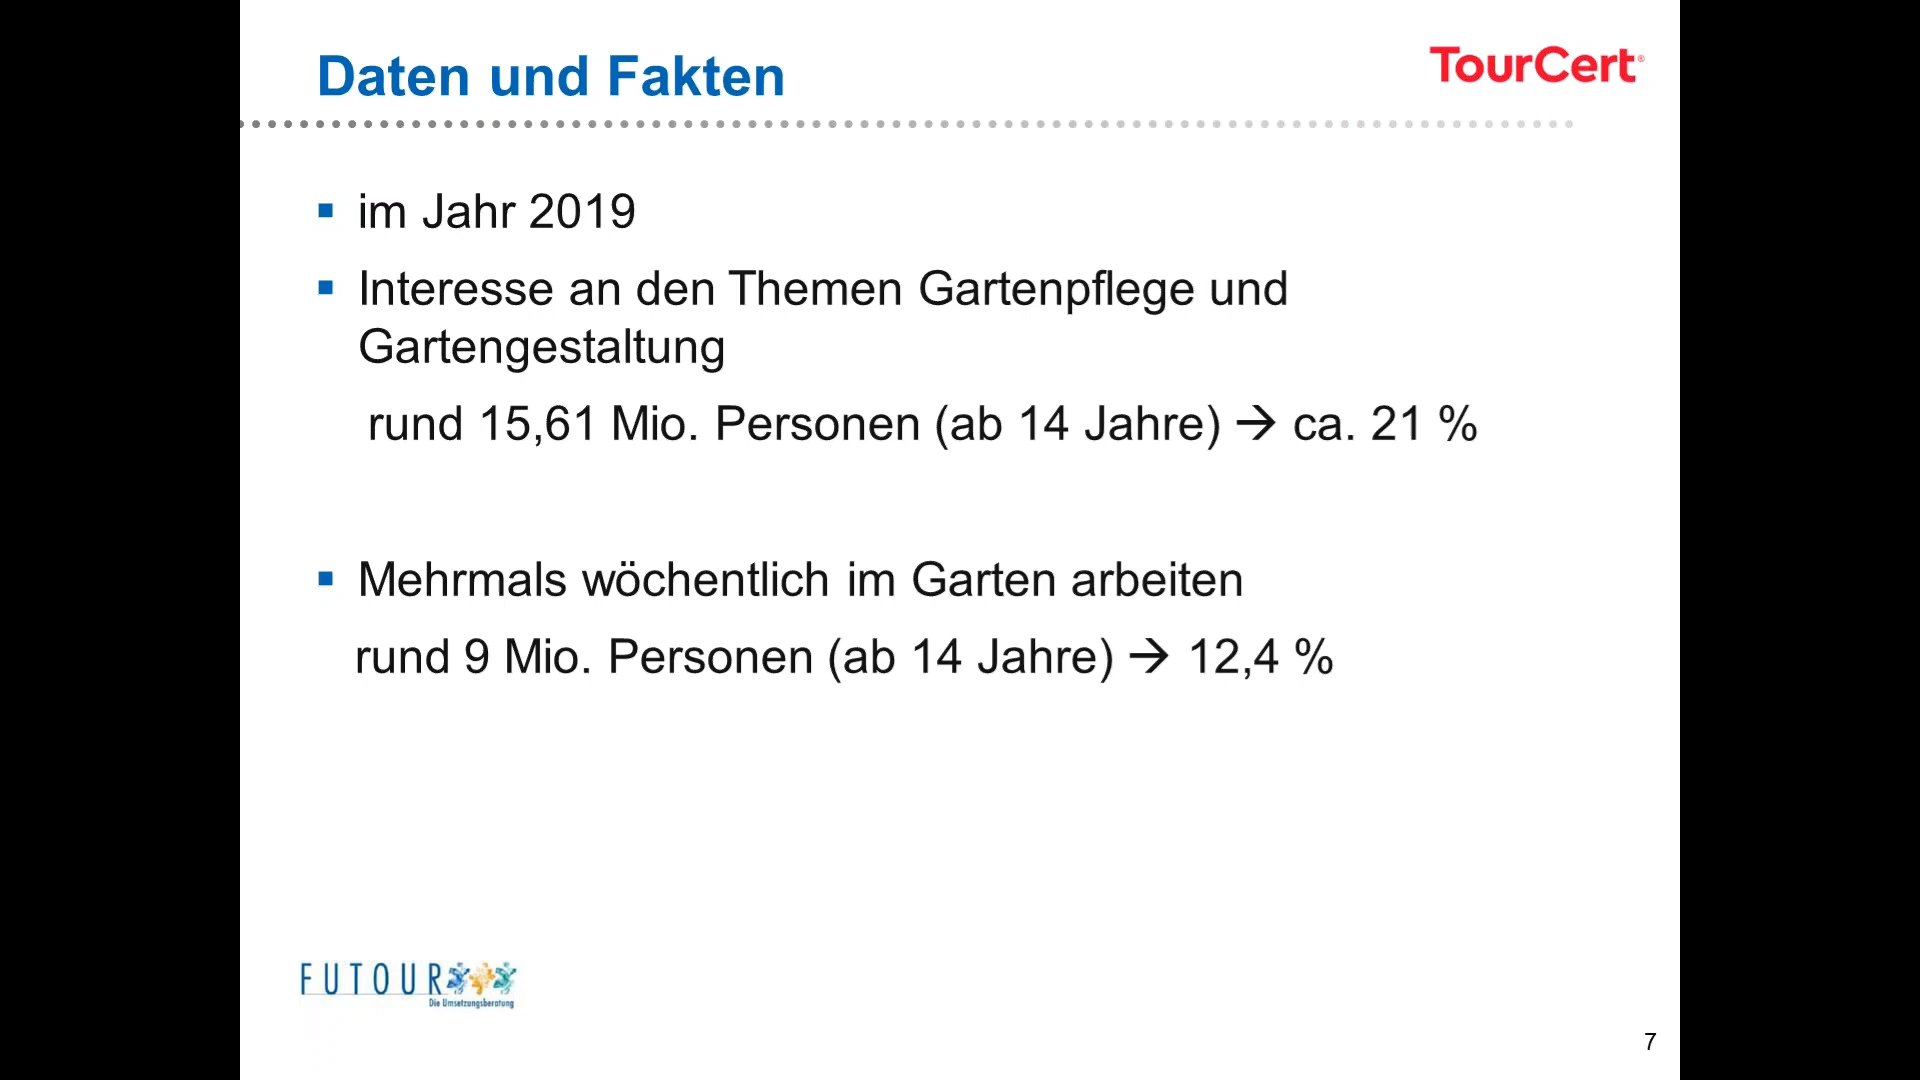 Daten und Fakten
TourCert®
▪ im Jahr 2019
▪ Interesse an den Themen Gartenpflege und
Gartengestaltung
rund 15,61 Mio. Personen (ab 14 Jahre) → ca. 21 %
▪ Mehrmals wöchentlich im Garten arbeiten
rund 9 Mio. Personen (ab 14 Jahre) → 12,4 %
FUTOUR
Die Umsetzungsberatung
7